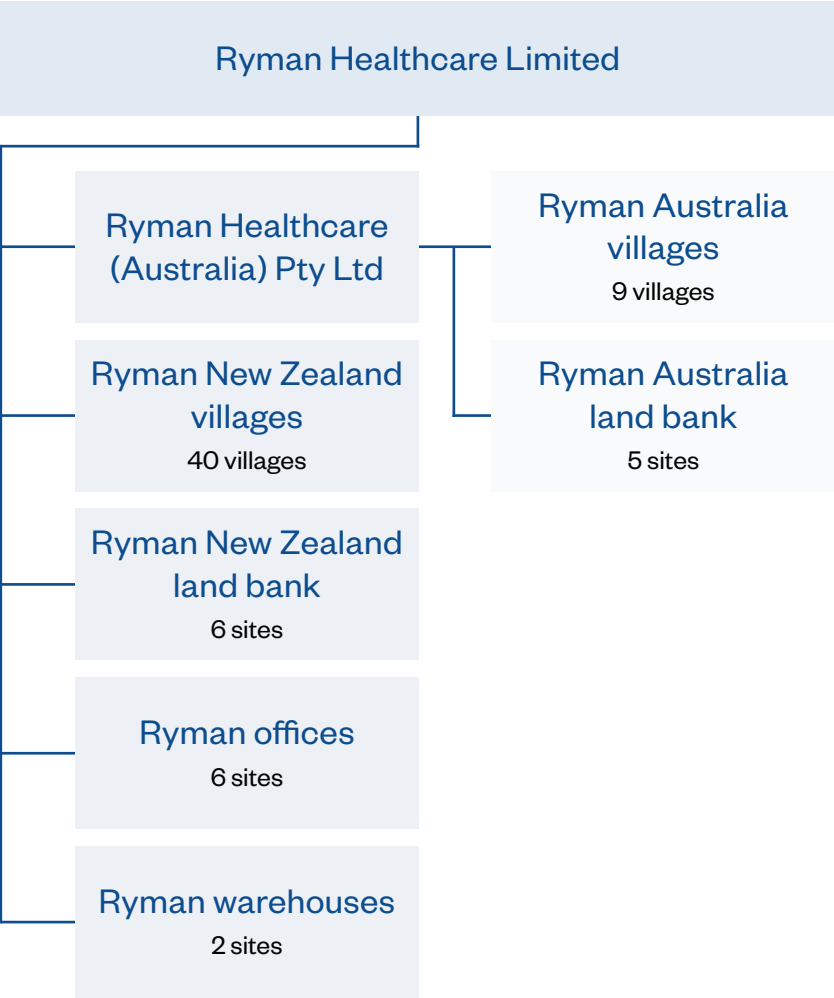 Ryman Healthcare Limited
Ryman Healthcare
(Australia) Pty Ltd
Ryman Australia
villages
9 villages
Ryman New Zealand
villages
40 villages
Ryman Australia
land bank
5 sites
Ryman New Zealand
land bank
6 sites
Ryman offices
6 sites
Ryman warehouses
2 sites